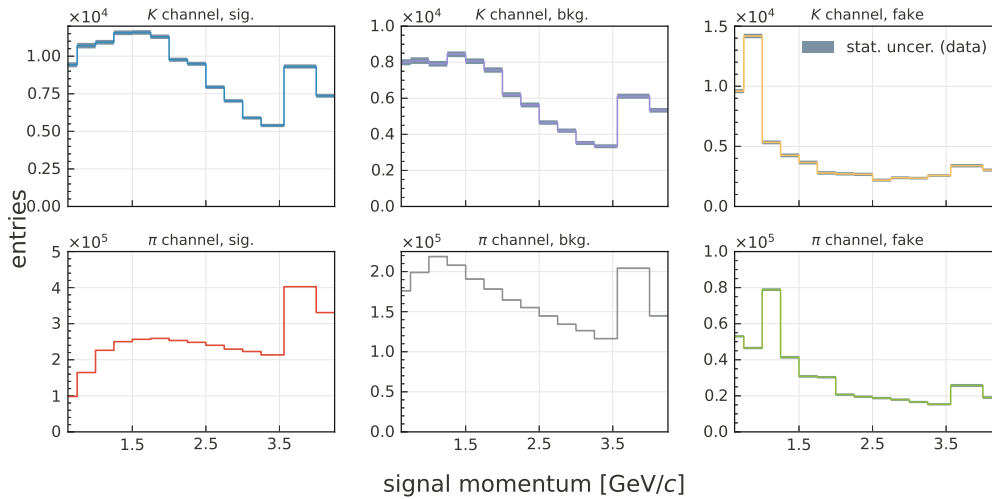 ×10⁴ K channel, sig.
×10⁴ K channel, bkg.
×10⁴ K channel, fake
stat. uncer. (data)
1.00
0.75
0.50
0.25
0.00
1.0
0.8
0.6
0.4
0.2
0.0
1.5
1.0
0.5
0.0
entries
×10⁵ π channel, sig.
×10⁵ π channel, bkg.
×10⁵ π channel, fake
5
4
3
2
1
0
2.0
1.5
1.0
0.5
0.0
1.0
0.8
0.6
0.4
0.2
0.0
1.5 2.5 3.5
1.5 2.5 3.5
1.5 2.5 3.5
signal momentum [GeV/c]